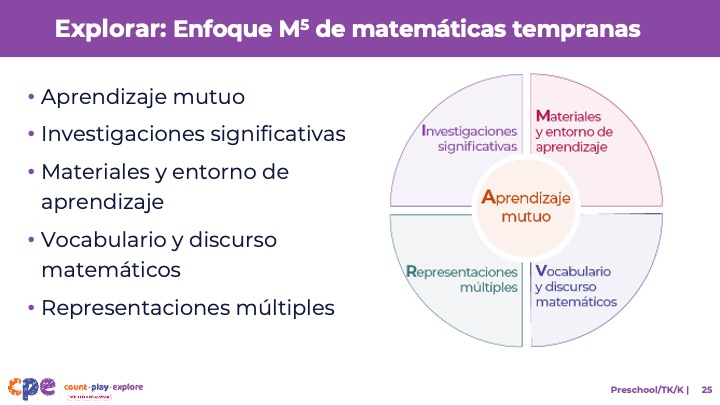 Explorar: Enfoque M⁵ de matemáticas tempranas
• Aprendizaje mutuo
• Investigaciones significativas
• Materiales y entorno de
aprendizaje
• Vocabulario y discurso
matemáticos
• Representaciones múltiples
Investigaciones
significativas
Materiales
y entorno de
aprendizaje
Aprendizaje
mutuo
Representaciones
múltiples
Vocabulario
y discurso
matemáticos
cpe
count·play·explore
Preschool/TK/K | 25